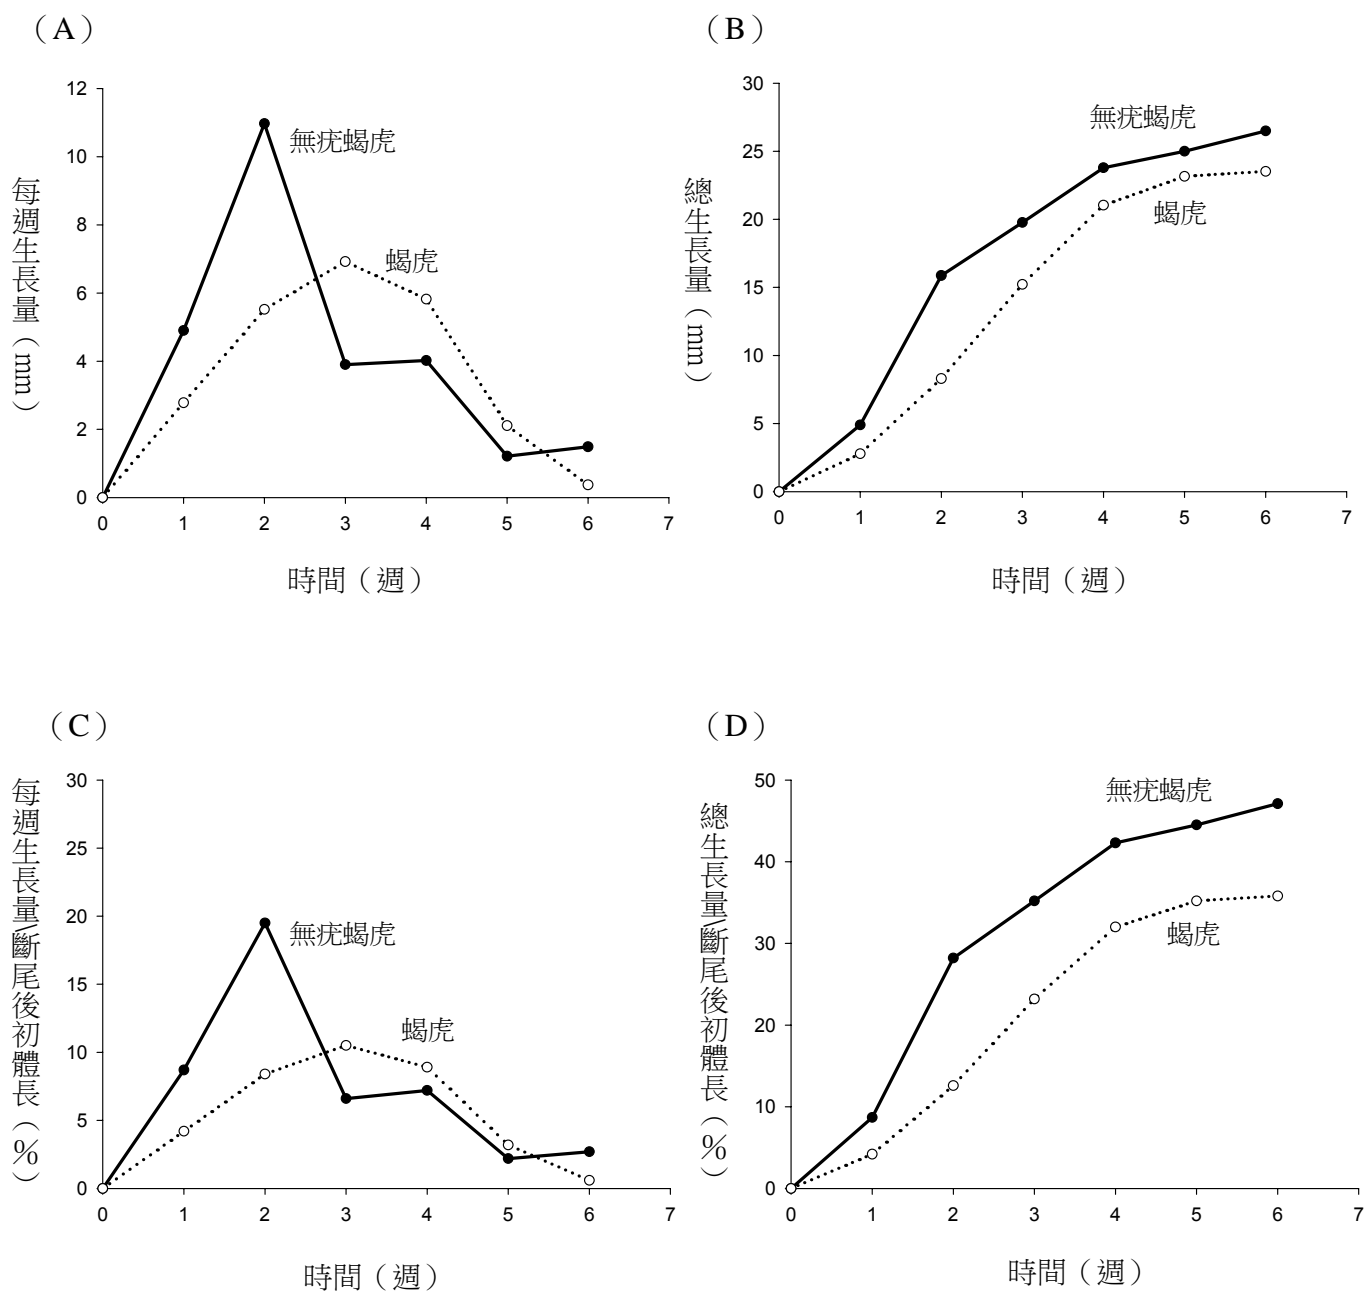 （A）
12
10
8
6
4
2
0
每週生長量（mm）
無疣蝎虎
蝎虎
0 1 2 3 4 5 6 7
時間（週）
（B）
30
25
20
15
10
5
0
總生長量（mm）
無疣蝎虎
蝎虎
0 1 2 3 4 5 6 7
時間（週）
（C）
30
25
20
15
10
5
0
每週生長量\斷尾後初體長（%）
無疣蝎虎
蝎虎
0 1 2 3 4 5 6 7
時間（週）
（D）
50
40
30
20
10
0
總生長量\斷尾後初體長（%）
無疣蝎虎
蝎虎
0 1 2 3 4 5 6 7
時間（週）